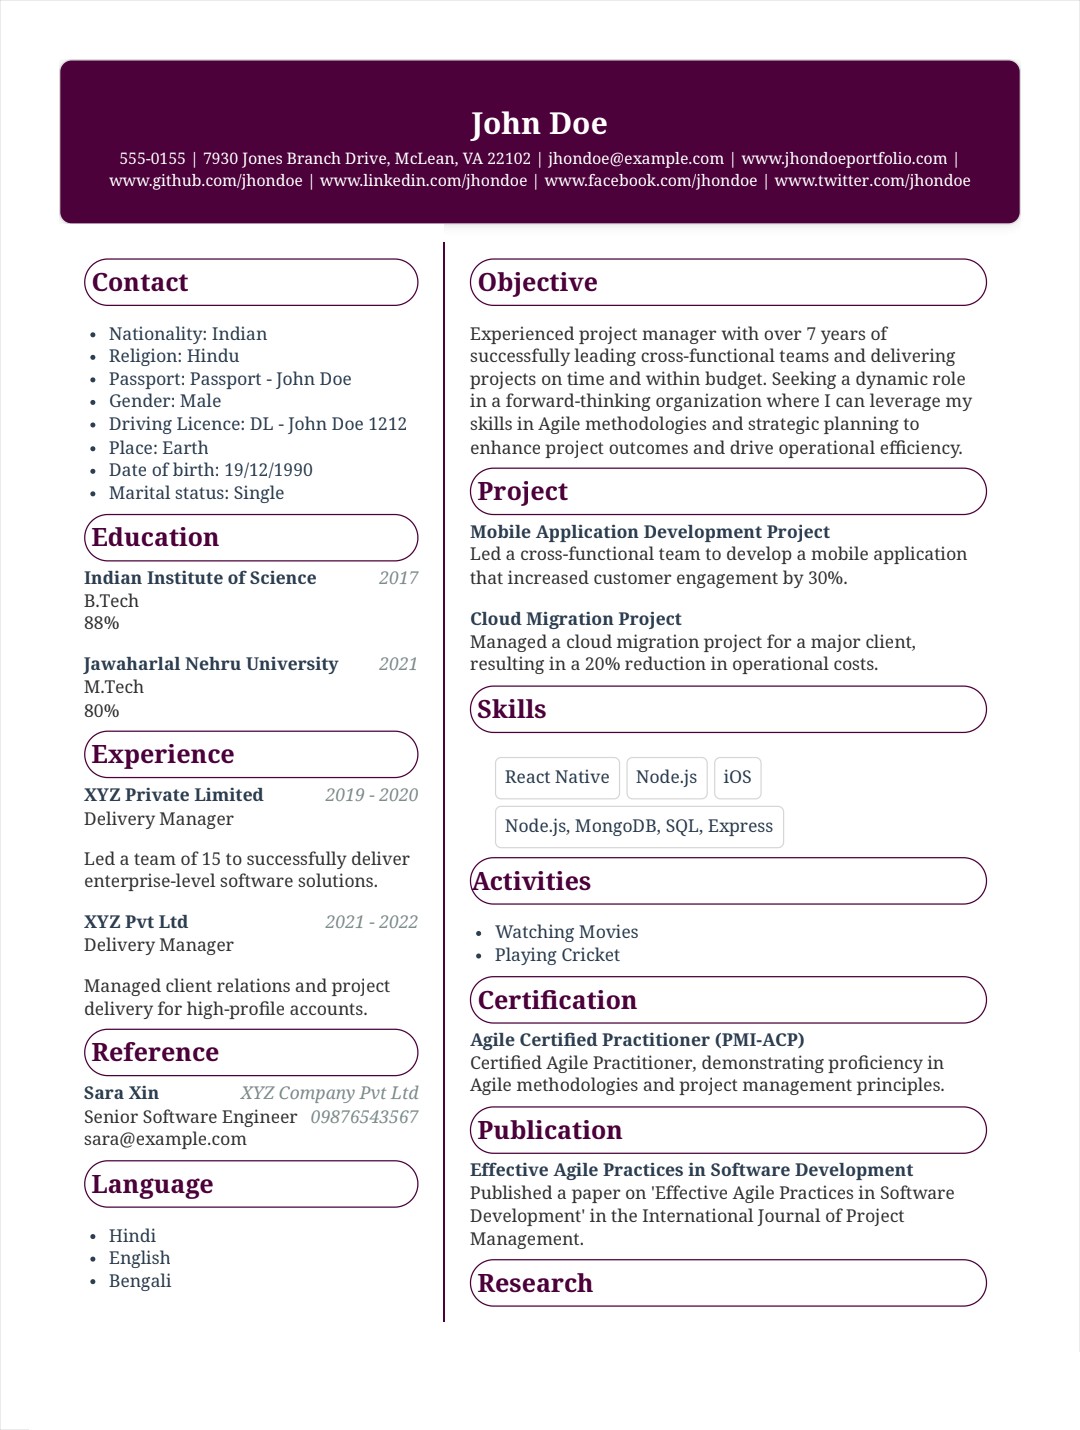 John Doe
555-0155 | 7930 Jones Branch Drive, McLean, VA 22102 | jhondoe@example.com | www.jhondoeportfolio.com |
www.github.com/jhondoe | www.linkedin.com/jhondoe | www.facebook.com/jhondoe | www.twitter.com/jhondoe
Contact
• Nationality: Indian
• Religion: Hindu
• Passport: Passport - John Doe
• Gender: Male
• Driving Licence: DL - John Doe 1212
• Place: Earth
• Date of birth: 19/12/1990
• Marital status: Single
Education
Indian Institute of Science 2017
B.Tech
88%
Jawaharlal Nehru University 2021
M.Tech
80%
Experience
XYZ Private Limited 2019 - 2020
Delivery Manager
Led a team of 15 to successfully deliver
enterprise-level software solutions.
XYZ Pvt Ltd 2021 - 2022
Delivery Manager
Managed client relations and project
delivery for high-profile accounts.
Reference
Sara Xin XYZ Company Pvt Ltd
Senior Software Engineer 09876543567
sara@example.com
Language
• Hindi
• English
• Bengali
Objective
Experienced project manager with over 7 years of
successfully leading cross-functional teams and delivering
projects on time and within budget. Seeking a dynamic role
in a forward-thinking organization where I can leverage my
skills in Agile methodologies and strategic planning to
enhance project outcomes and drive operational efficiency.
Project
Mobile Application Development Project
Led a cross-functional team to develop a mobile application
that increased customer engagement by 30%.
Cloud Migration Project
Managed a cloud migration project for a major client,
resulting in a 20% reduction in operational costs.
Skills
React Native Node.js iOS
Node.js, MongoDB, SQL, Express
Activities
• Watching Movies
• Playing Cricket
Certification
Agile Certified Practitioner (PMI-ACP)
Certified Agile Practitioner, demonstrating proficiency in
Agile methodologies and project management principles.
Publication
Effective Agile Practices in Software Development
Published a paper on 'Effective Agile Practices in Software
Development' in the International Journal of Project
Management.
Research